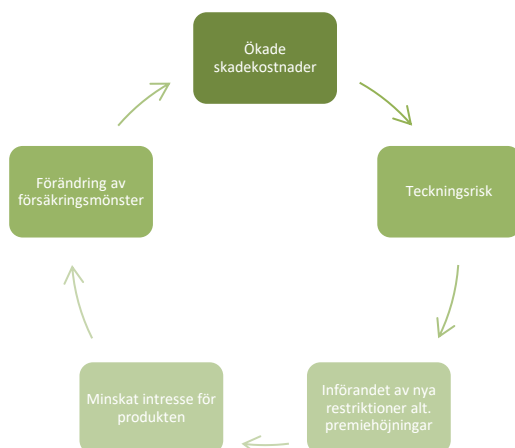 Ökade
skadekostnader
Teckningsrisk
Införandet av nya
restriktioner alt.
premiehöjningar
Minskat intresse för
produkten
Förändring av
försäkringsmönster